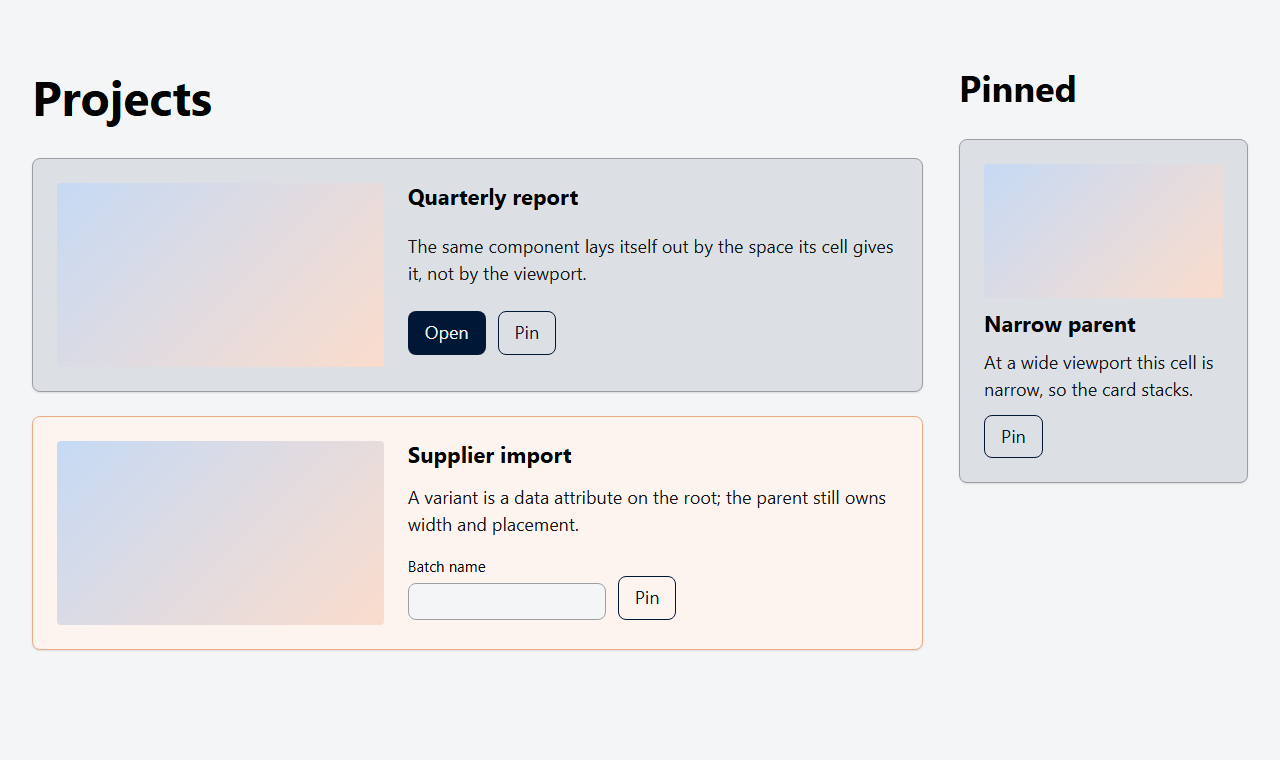 Projects
Quarterly report
The same component lays itself out by the space its cell gives
it, not by the viewport.
Open
Pin
Supplier import
A variant is a data attribute on the root; the parent still owns
width and placement.
Batch name
Pin
Pinned
Narrow parent
At a wide viewport this cell is
narrow, so the card stacks.
Pin